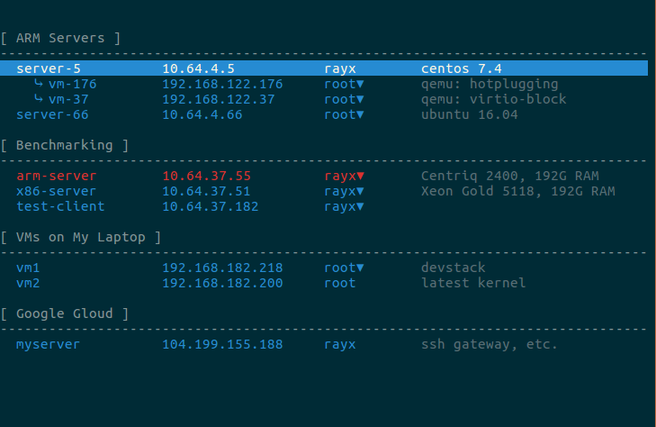 [ ARM Servers ]
server-5 10.64.4.5 rayx centos 7.4
↳ vm-176 192.168.122.176 root▼ qemu: hotplugging
↳ vm-37 192.168.122.37 root▼ qemu: virtio-block
server-66 10.64.4.66 root▼ ubuntu 16.04
[ Benchmarking ]
arm-server 10.64.37.55 rayx▼ Centriq 2400, 192G RAM
x86-server 10.64.37.51 rayx▼ Xeon Gold 5118, 192G RAM
test-client 10.64.37.182 rayx▼
[ VMs on My Laptop ]
vm1 192.168.182.218 root▼ devstack
vm2 192.168.182.200 root latest kernel
[ Google Gloud ]
myserver 104.199.155.188 rayx ssh gateway, etc.